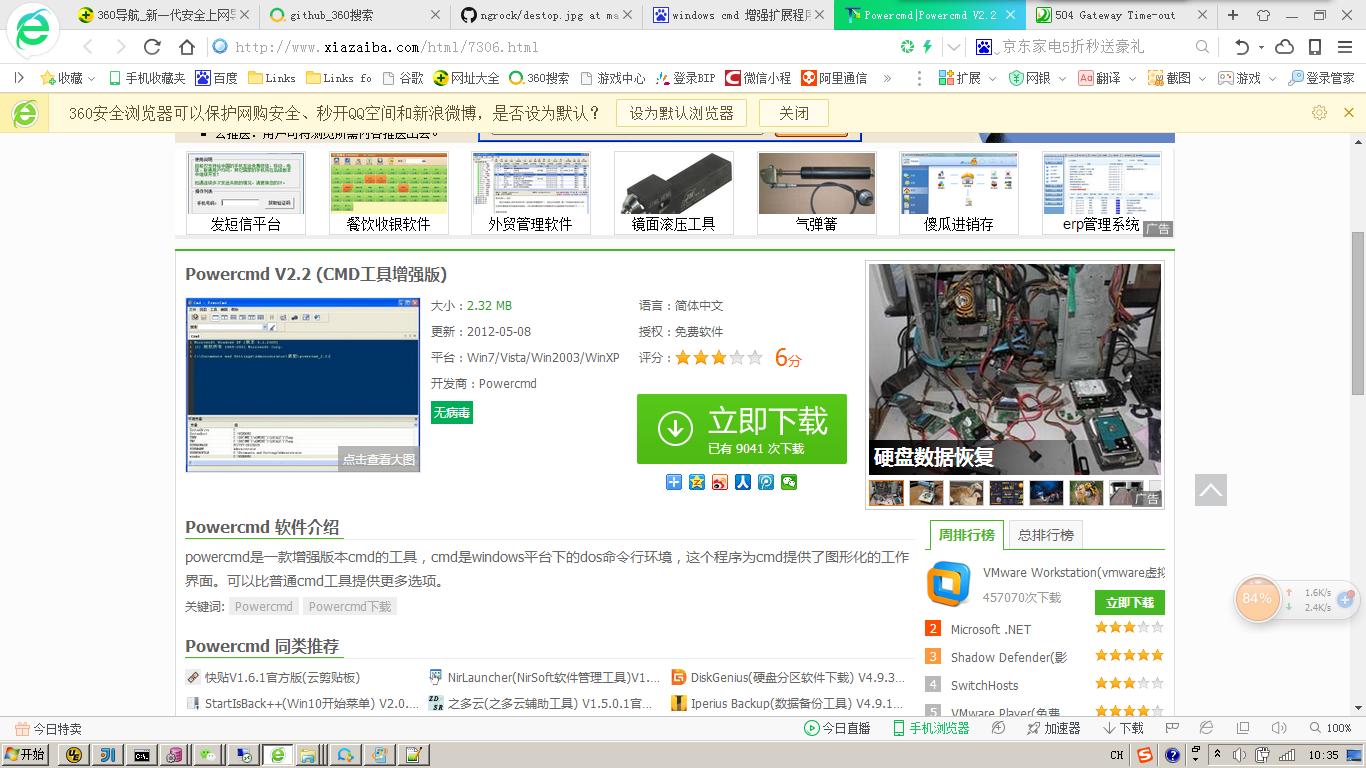 360导航_新一代安全上网导
github_360搜索
ngrock/destop.jpg at ma
windows cmd 增强扩展程序
Powercmd|Powercmd V2.2
504 Gateway Time-out
http://www.xiazaiba.com/html/7306.html
京东家电5折秒送豪礼
收藏
手机收藏夹
百度
Links
Links fo
谷歌
网址大全
360搜索
游戏中心
登录BIP
微信小程
阿里通信
扩展
网银
翻译
截图
游戏
登录管家
360安全浏览器可以保护网购安全、秒开QQ空间和新浪微博，是否设为默认？
设为默认浏览器
关闭
发短信平台
餐饮收银软件
外贸管理软件
镜面滚压工具
气弹簧
傻瓜进销存
erp管理系统
广告
Powercmd V2.2 (CMD工具增强版)
点击查看大图
大小：2.32 MB
语言：简体中文
更新：2012-05-08
授权：免费软件
平台：Win7/Vista/Win2003/WinXP
评分：
6分
开发商：Powercmd
无病毒
立即下载
已有 9041 次下载
硬盘数据恢复
广告
Powercmd 软件介绍
powercmd是一款增强版本cmd的工具，cmd是windows平台下的dos命令行环境，这个程序为cmd提供了图形化的工作
界面。可以比普通cmd工具提供更多选项。
关键词:
Powercmd
Powercmd下载
Powercmd 同类推荐
快贴V1.6.1官方版(云剪贴板)
NirLauncher(NirSoft软件管理工具)V1....
DiskGenius(硬盘分区软件下载) V4.9.3...
StartIsBack++(Win10开始菜单) V2.0....
之多云(之多云辅助工具) V1.5.0.1官...
Iperius Backup(数据备份工具) V4.9.1...
周排行榜
总排行榜
VMware Workstation(vmware虚拟
457070次下载
立即下载
2 Microsoft .NET
3 Shadow Defender(影
4 SwitchHosts
5 VMware Player(免费
84%
1.6K/s
2.4K/s
今日特卖
今日直播
手机浏览器
加速器
下载
100%
开始
CH
10:35